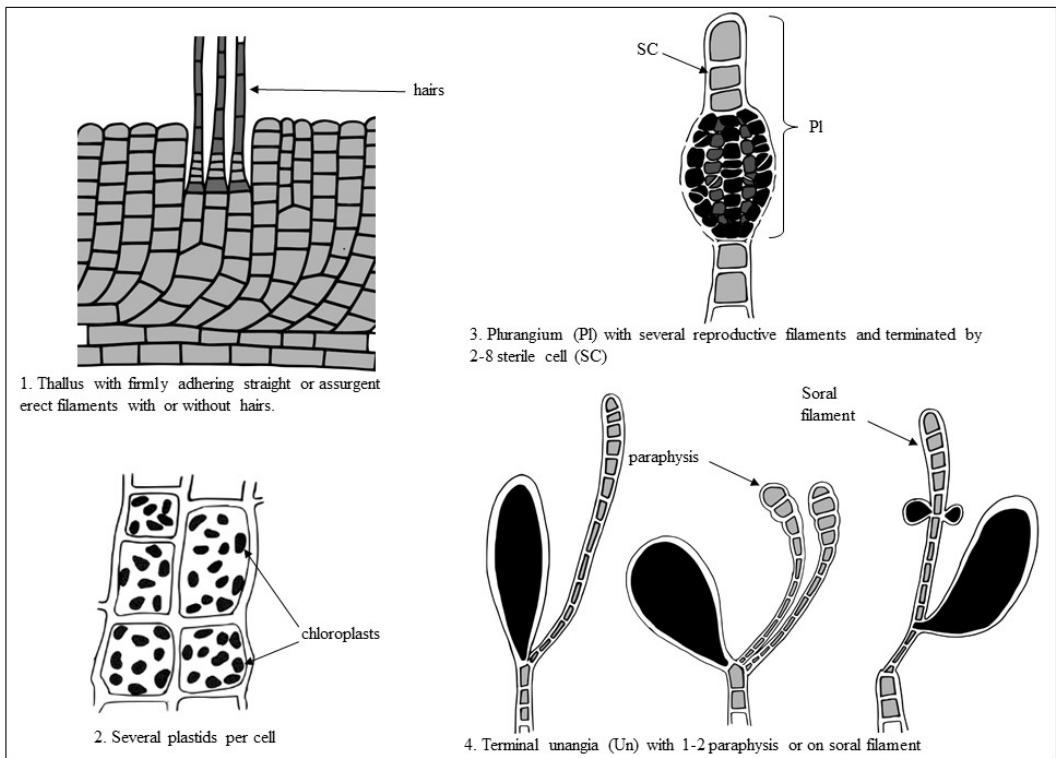 hairs
1. Thallus with firmly adhering straight or assurgent
erect filaments with or without hairs.
SC
Pl
3. Plurangium (Pl) with several reproductive filaments and terminated by
2-8 sterile cell (SC)
chloroplasts
2. Several plastids per cell
paraphysis
Soral
filament
4. Terminal unangia (Un) with 1-2 paraphysis or on soral filament